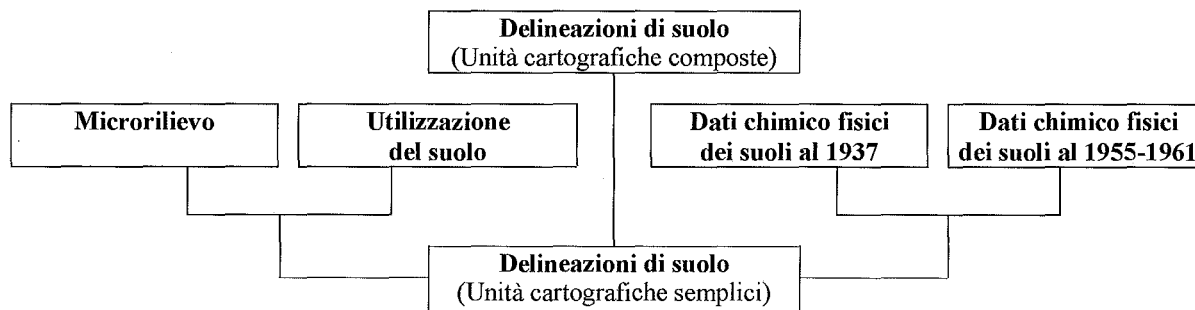 Delineazioni di suolo
(Unità cartografiche composte)
Microrilievo
Utilizzazione
del suolo
Dati chimico fisici
dei suoli al 1937
Dati chimico fisici
dei suoli al 1955-1961
Delineazioni di suolo
(Unità cartografiche semplici)